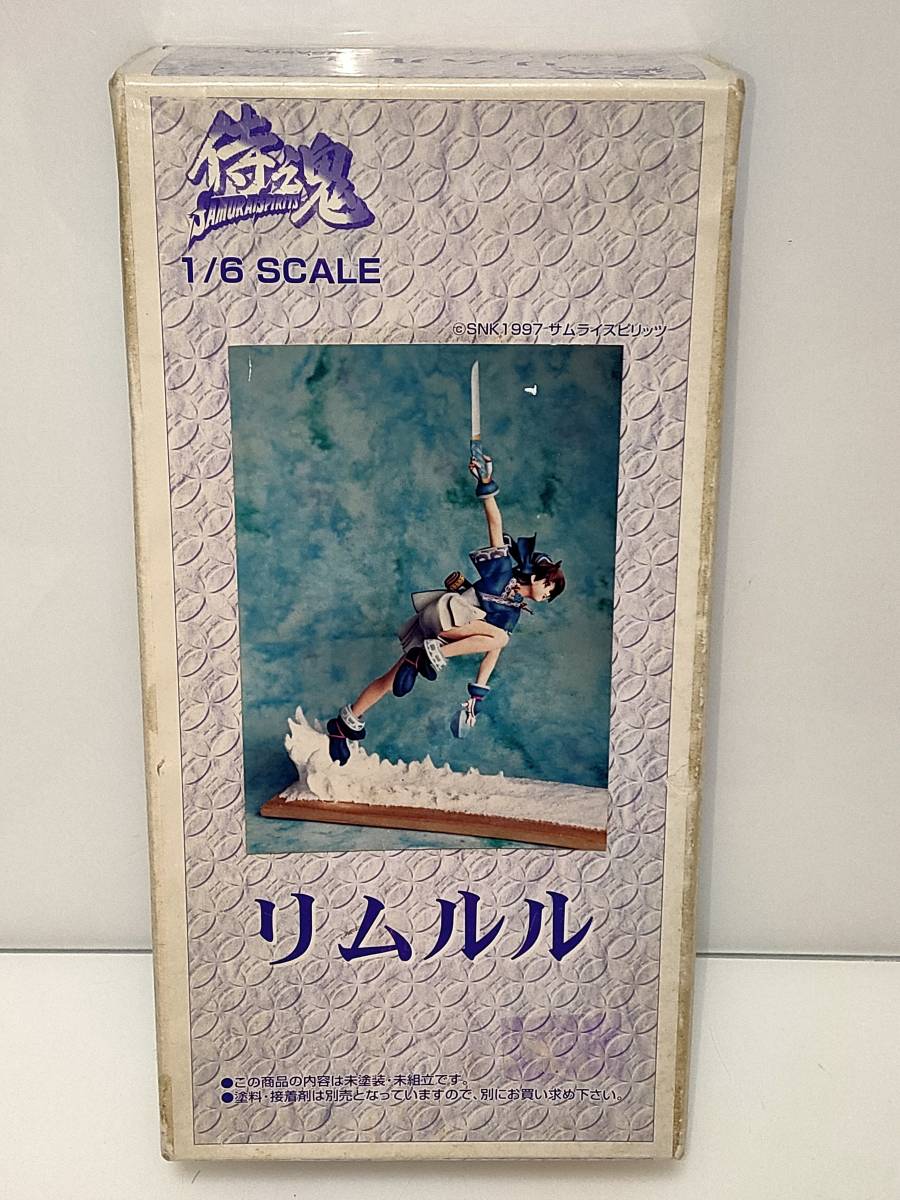 侍魂
SAMURAI SPIRITS
1/6 SCALE
©SNK 1997 サムライスピリッツ
リムルル
●この商品の内容は未塗装・未組立です。
●塗料・接着剤は別売となっていますので、別にお買い求め下さい。